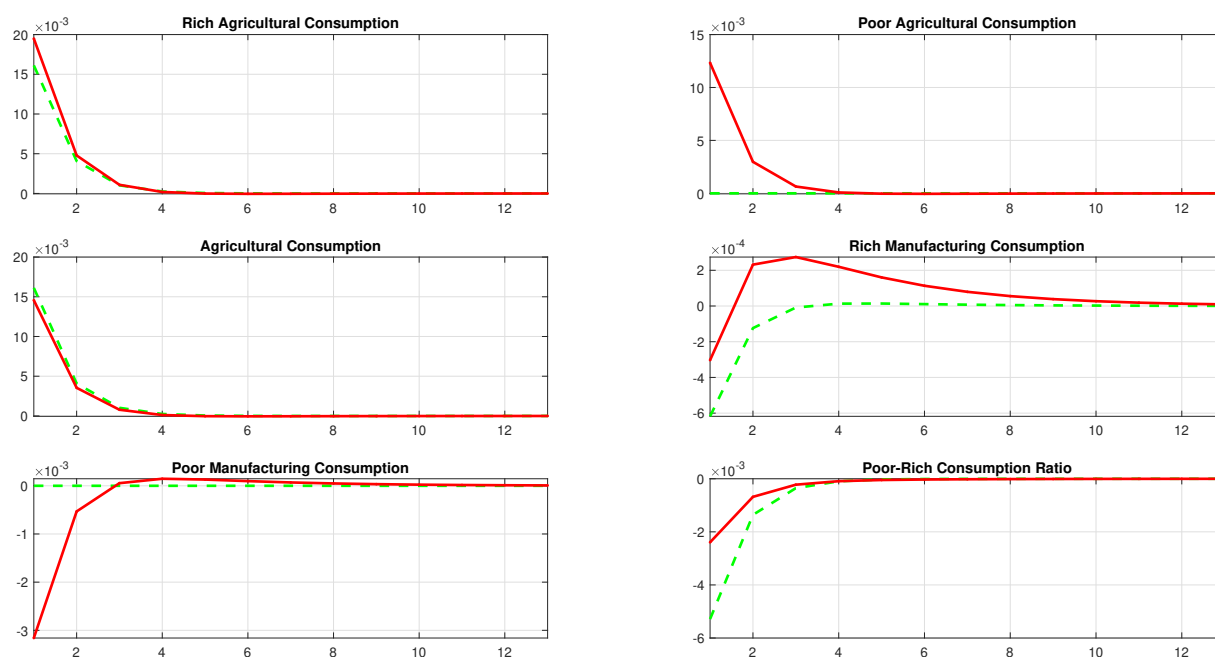 Rich Agricultural Consumption
×10⁻³
20
15
10
5
0
2 4 6 8 10 12
Poor Agricultural Consumption
×10⁻³
15
10
5
0
2 4 6 8 10 12
Agricultural Consumption
×10⁻³
20
15
10
5
0
2 4 6 8 10 12
Rich Manufacturing Consumption
×10⁻⁴
2
0
-2
-4
-6
2 4 6 8 10 12
Poor Manufacturing Consumption
×10⁻³
0
-1
-2
-3
2 4 6 8 10 12
Poor-Rich Consumption Ratio
×10⁻³
0
-2
-4
-6
2 4 6 8 10 12